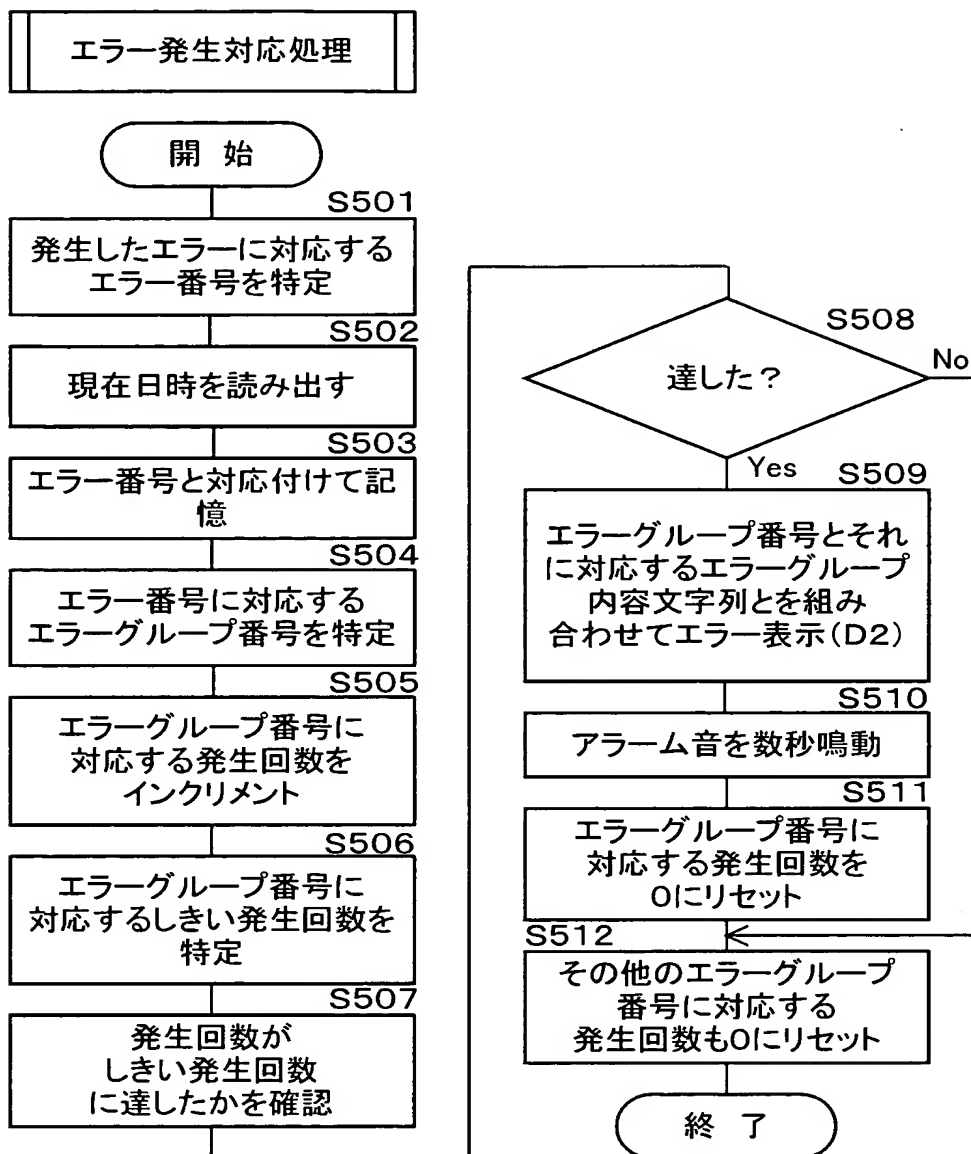 エラー発生対応処理
開 始
S501
発生したエラーに対応する
エラー番号を特定
S502
現在日時を読み出す
S503
エラー番号と対応付けて記
憶
S504
エラー番号に対応する
エラーグループ番号を特定
S505
エラーグループ番号に
対応する発生回数を
インクリメント
S506
エラーグループ番号に
対応するしきい発生回数を
特定
S507
発生回数が
しきい発生回数
に達したかを確認
S508
達した?
No
Yes
S509
エラーグループ番号とそれ
に対応するエラーグループ
内容文字列とを組み
合わせてエラー表示(D2)
S510
アラーム音を数秒鳴動
S511
エラーグループ番号に
対応する発生回数を
0にリセット
S512
その他のエラーグループ
番号に対応する
発生回数も0にリセット
終 了